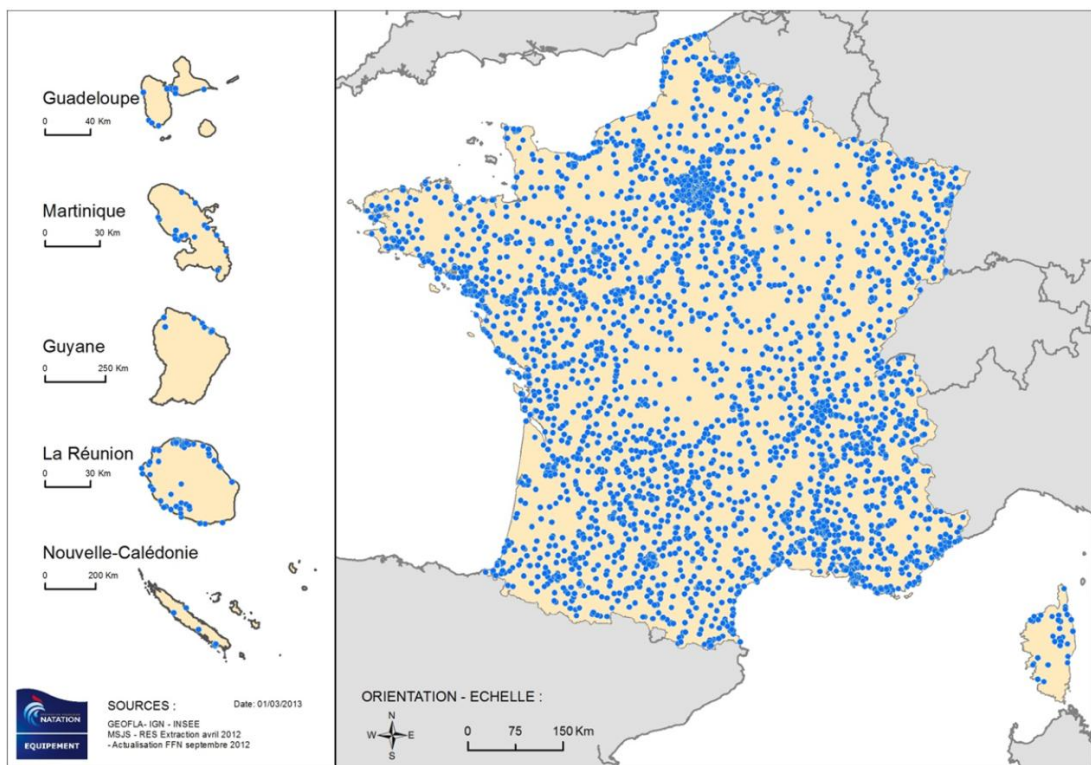 Guadeloupe
0 40 Km
Martinique
0 30 Km
Guyane
0 250 Km
La Réunion
0 30 Km
Nouvelle-Calédonie
0 200 Km
NATATION
EQUIPEMENT
SOURCES :
Date: 01/03/2013
GEOFLA- IGN - INSEE
MSJS - RES Extraction avril 2012
- Actualisation FFN septembre 2012
ORIENTATION - ECHELLE :
N
W E
S
0 75 150 Km